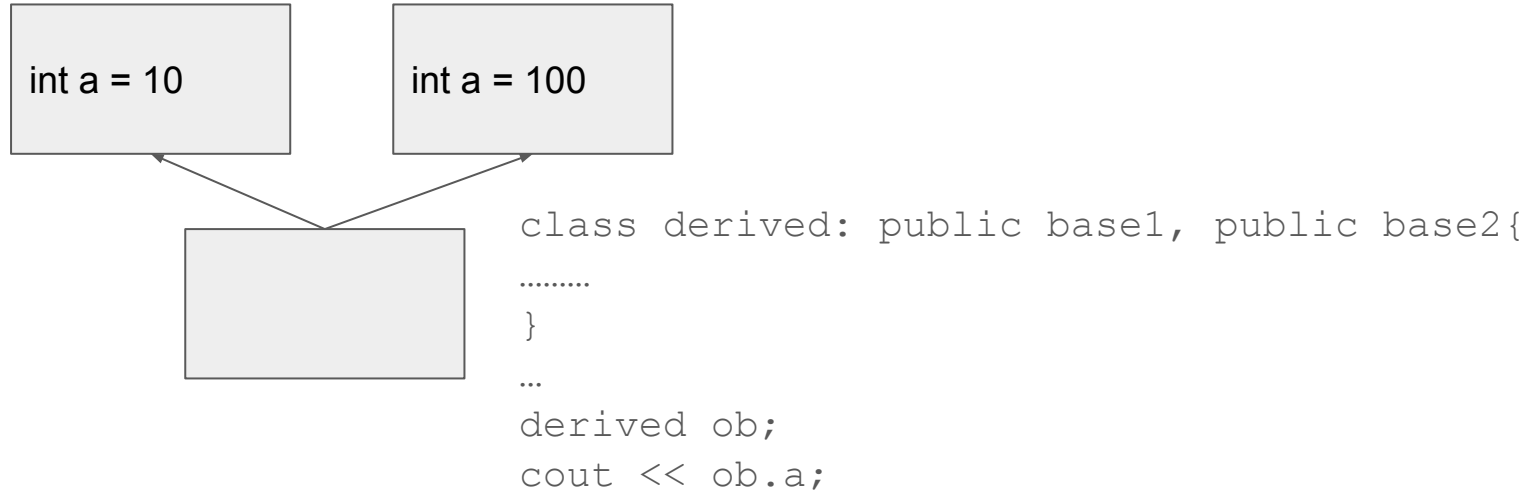 int a = 10
int a = 100
class derived: public base1, public base2{
………
}
…
derived ob;
cout << ob.a;